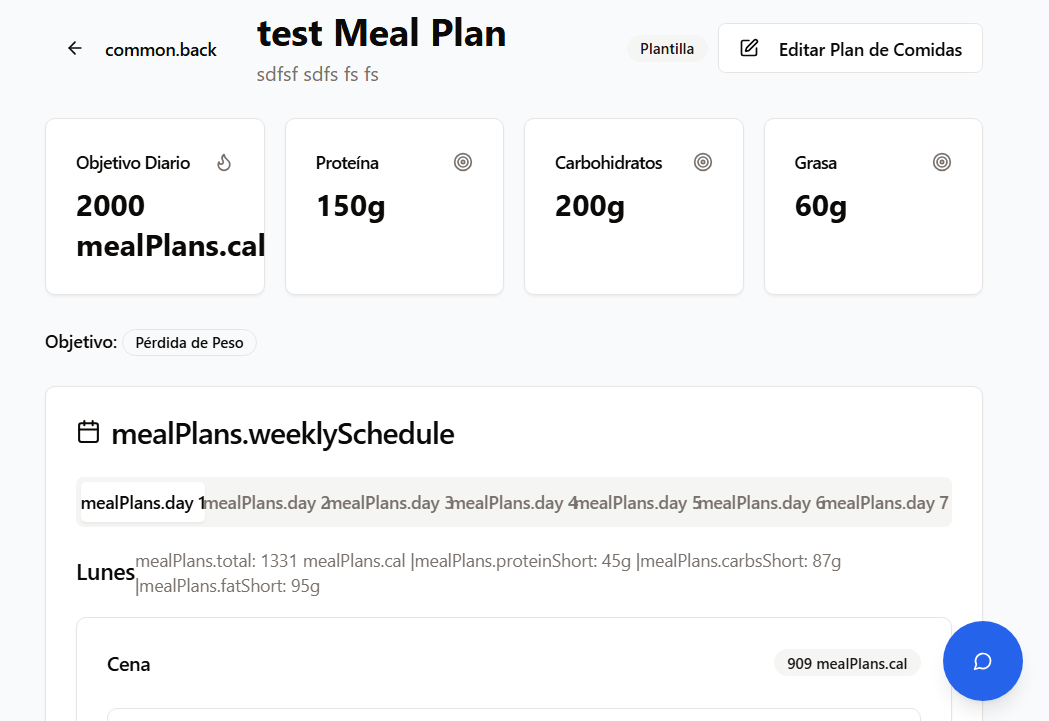 common.back
test Meal Plan
sdfsf sdfs fs fs
Plantilla
Editar Plan de Comidas
Objetivo Diario
2000
mealPlans.cal
Proteína
150g
Carbohidratos
200g
Grasa
60g
Objetivo: Pérdida de Peso
mealPlans.weeklySchedule
mealPlans.day 1 mealPlans.day 2 mealPlans.day 3 mealPlans.day 4 mealPlans.day 5 mealPlans.day 6 mealPlans.day 7
Lunes
mealPlans.total: 1331 mealPlans.cal |mealPlans.proteinShort: 45g |mealPlans.carbsShort: 87g
|mealPlans.fatShort: 95g
Cena
909 mealPlans.cal